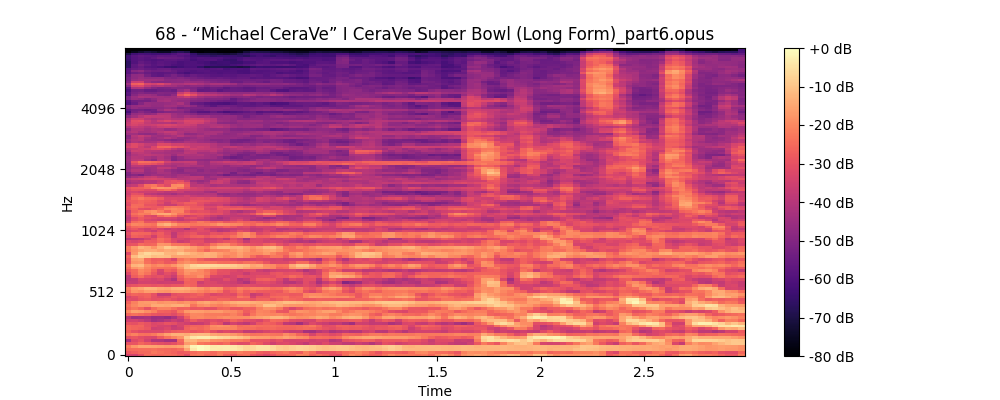 68 - “Michael CeraVe” I CeraVe Super Bowl (Long Form)_part6.opus
Hz
4096
2048
1024
512
0
0
0.5
1
1.5
2
2.5
Time
+0 dB
-10 dB
-20 dB
-30 dB
-40 dB
-50 dB
-60 dB
-70 dB
-80 dB